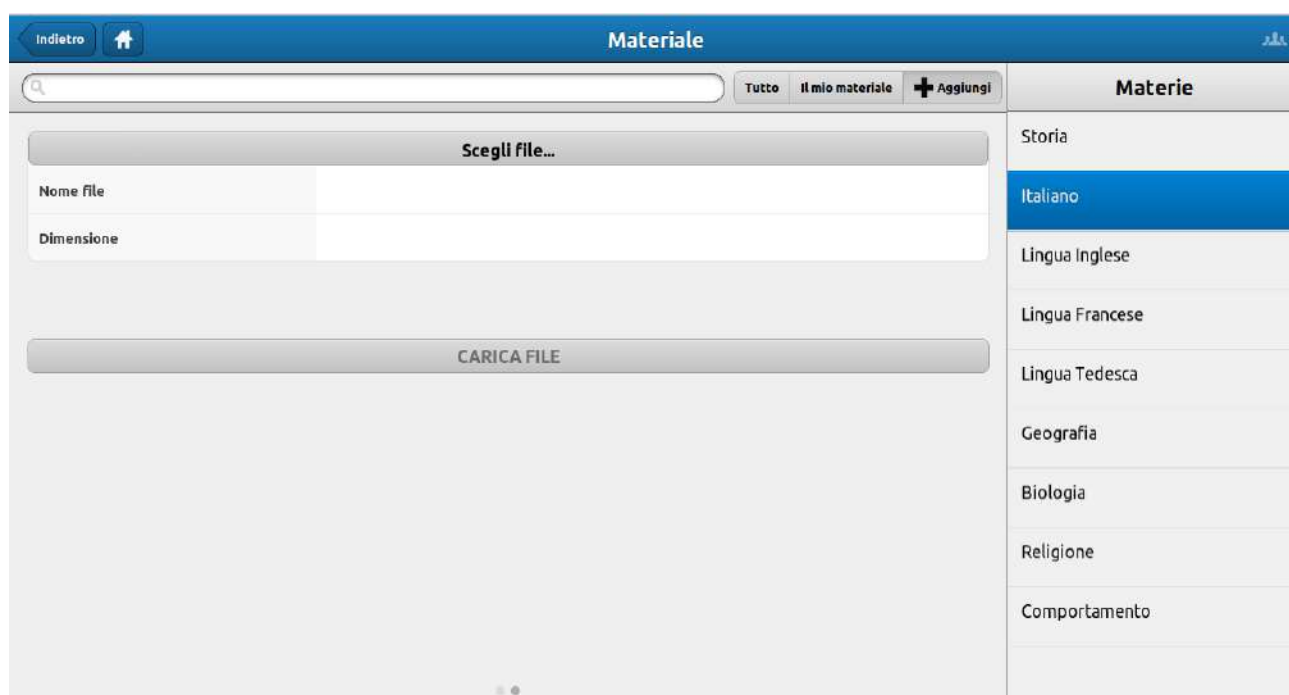 Indietro
Materiale
Tutto
Il mio materiale
Aggiungi
Scegli file...
Nome file
Dimensione
CARICA FILE
Materie
Storia
Italiano
Lingua Inglese
Lingua Francese
Lingua Tedesca
Geografia
Biologia
Religione
Comportamento